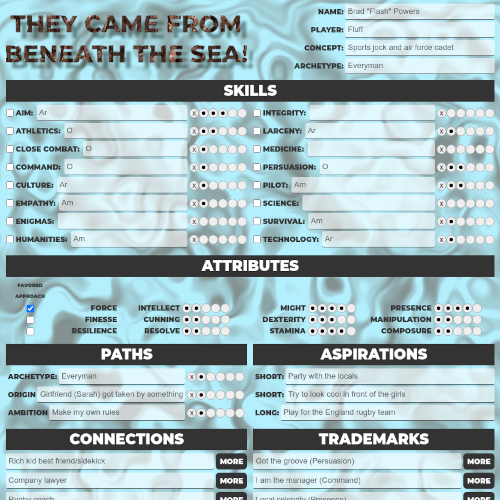 THEY CAME FROM
BENEATH THE SEA!
NAME: Brad "Flash" Powers
PLAYER: Fluff
CONCEPT: Sports jock and air force cadet
ARCHETYPE: Everyman
SKILLS
AIM: Ar X
INTEGRITY: X
ATHLETICS: O X
LARCENY: Ar X
CLOSE COMBAT: O X
MEDICINE: X
COMMAND: O X
PERSUASION: O X
CULTURE: Ar X
PILOT: Am X
EMPATHY: Am X
SCIENCE: X
ENIGMAS: X
SURVIVAL: Am X
HUMANITIES: Am X
TECHNOLOGY: Ar X
ATTRIBUTES
FAVORED
APPROACH
FORCE INTELLECT MIGHT PRESENCE
FINESSE CUNNING DEXTERITY MANIPULATION
RESILIENCE RESOLVE STAMINA COMPOSURE
PATHS
ARCHETYPE: Everyman X
ORIGIN Girlfriend (Sarah) got taken by something X
AMBITION Make my own rules X
ASPIRATIONS
SHORT: Party with the locals
SHORT: Try to look cool in front of the girls
LONG: Play for the England rugby team
CONNECTIONS
Rich kid best friend/sidekick MORE
Company lawyer MORE
Rugby coach
TRADEMARKS
Got the groove (Persuasion) MORE
I am the manager (Command) MORE
Local celebrity (Presence)